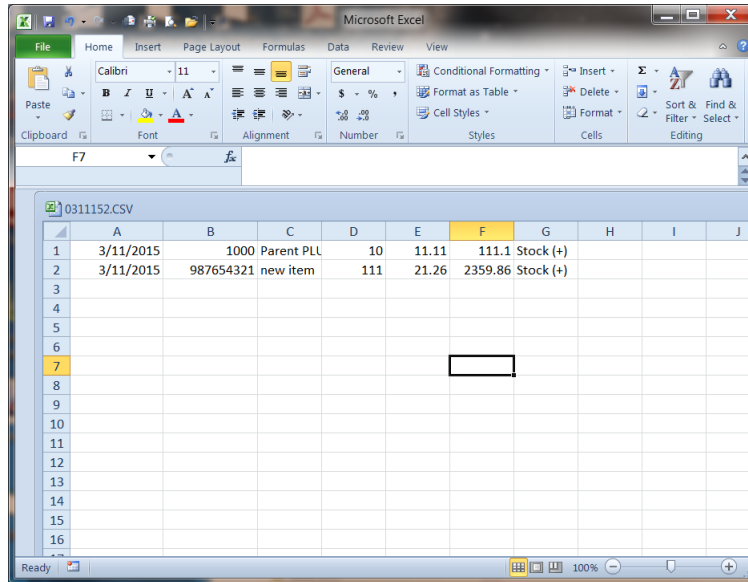 Microsoft Excel
File Home Insert Page Layout Formulas Data Review View
Calibri 11 General Conditional Formatting Insert Σ
Paste B I U A A $ % , Format as Table Delete Sort & Find &
A .0 .00 .00 .0 Cell Styles Format Filter Select
Clipboard Font Alignment Number Styles Cells Editing
F7 fx
0311152.CSV
A B C D E F G H I J
1 3/11/2015 1000 Parent PLU 10 11.11 111.1 Stock (+)
2 3/11/2015 987654321 new item 111 21.26 2359.86 Stock (+)
3
4
5
6
7
8
9
10
11
12
13
14
15
16
Ready 100%